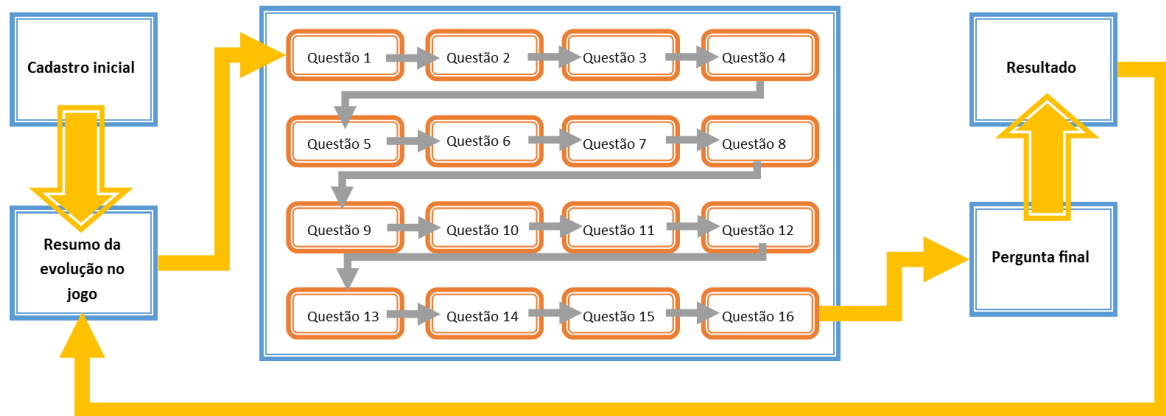 Cadastro inicial
Resumo da
evolução no
jogo
Questão 1
Questão 2
Questão 3
Questão 4
Questão 5
Questão 6
Questão 7
Questão 8
Questão 9
Questão 10
Questão 11
Questão 12
Questão 13
Questão 14
Questão 15
Questão 16
Pergunta final
Resultado